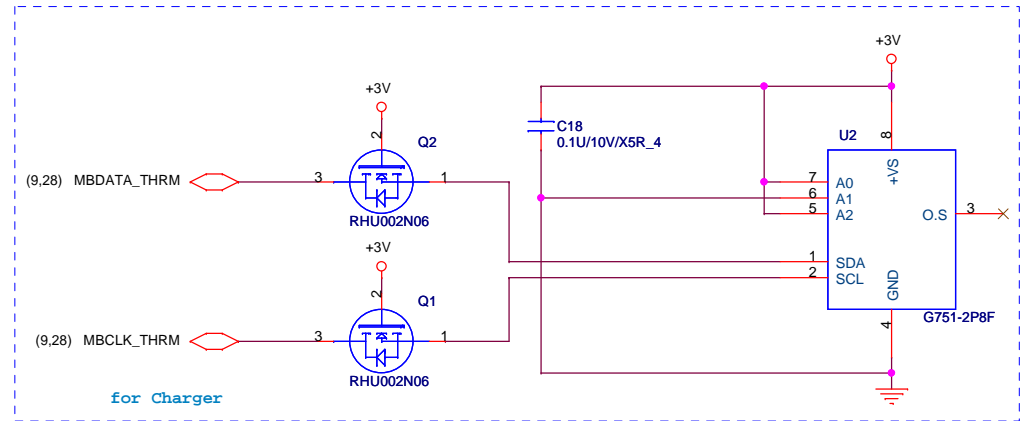 +3V
+3V
2
Q2
(9,28) MBDATA_THRM
3
1
RHU002N06
+3V
2
Q1
(9,28) MBCLK_THRM
3
1
RHU002N06
for Charger
C18
0.1U/10V/X5R_4
U2
8
+VS
7 A0
6 A1
5 A2
O.S 3
1 SDA
2 SCL
GND
4
G751-2P8F